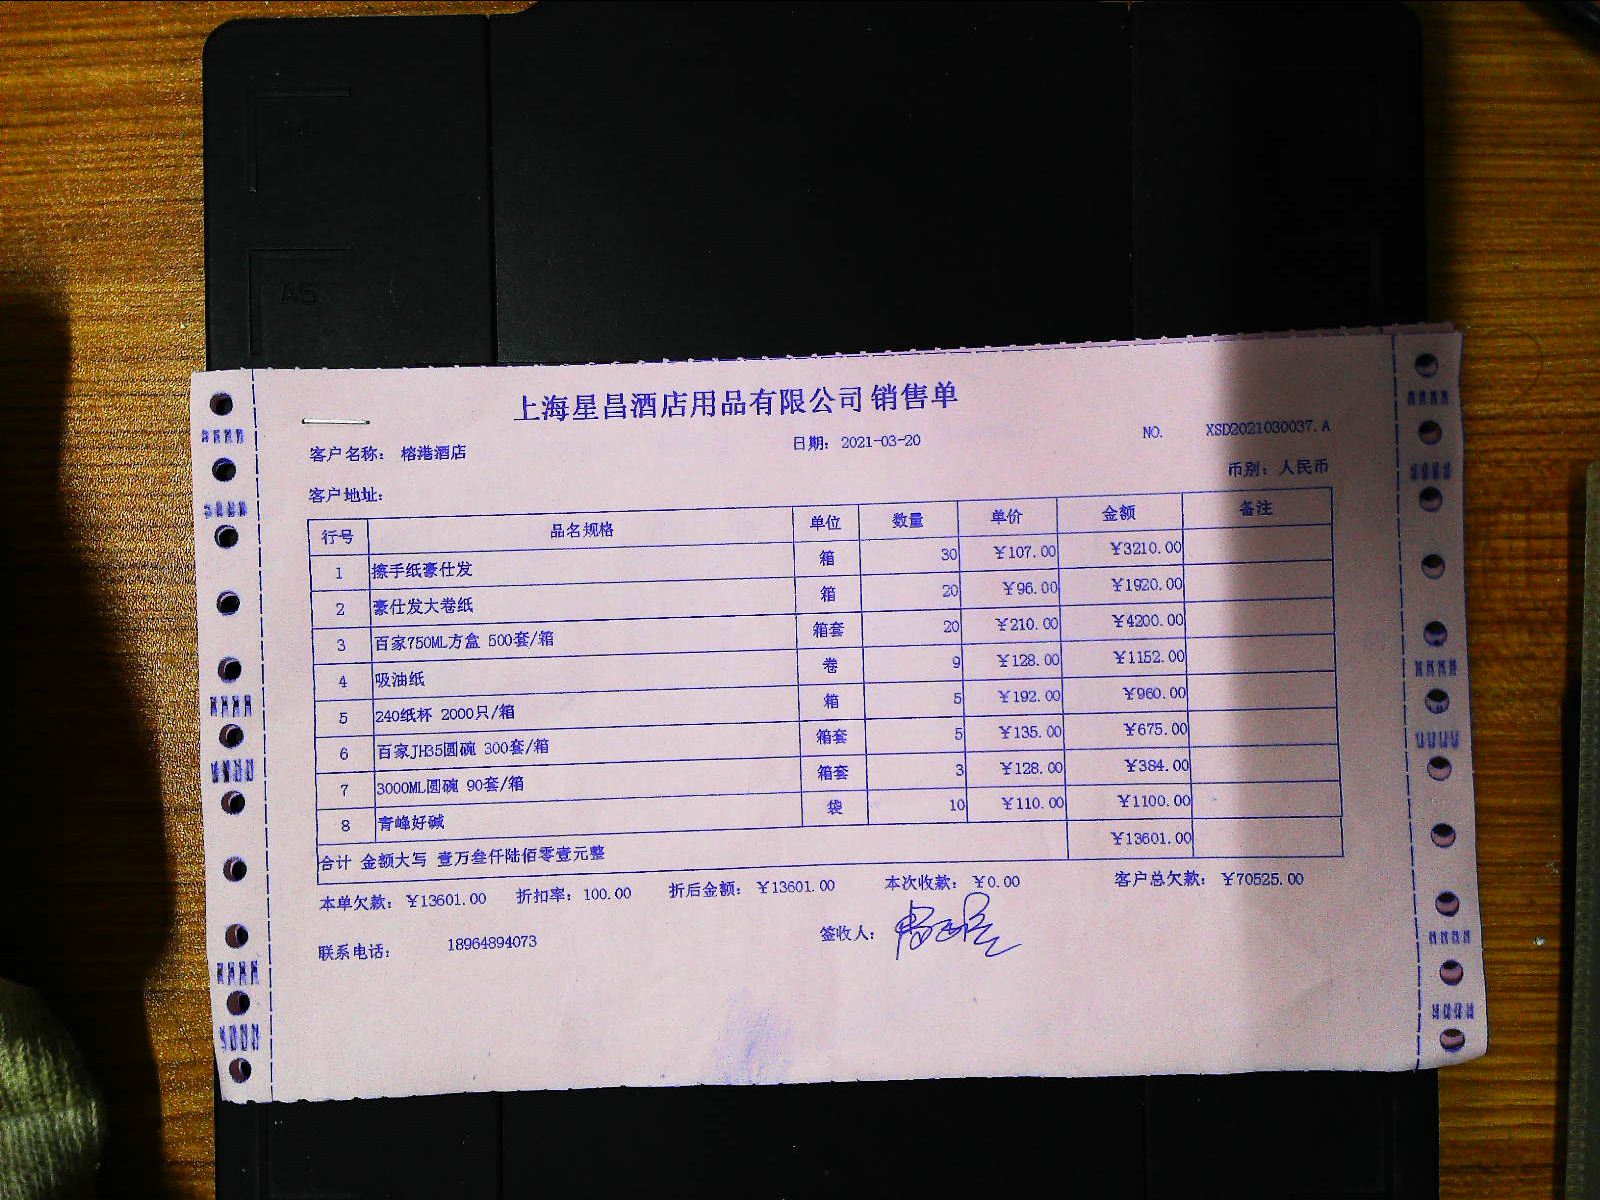 A5
上海星昌酒店用品有限公司 销售单
客户名称: 榕港酒店 日期: 2021-03-20 NO. XSD2021030037.A
客户地址: 币别: 人民币
行号 品名规格 单位 数量 单价 金额 备注
1 擦手纸豪仕发 箱 30 ¥107.00 ¥3210.00
2 豪仕发大卷纸 箱 20 ¥96.00 ¥1920.00
3 百家750ML方盒 500套/箱 箱套 20 ¥210.00 ¥4200.00
4 吸油纸 卷 9 ¥128.00 ¥1152.00
5 240纸杯 2000只/箱 箱 5 ¥192.00 ¥960.00
6 百家JH35圆碗 300套/箱 箱套 5 ¥135.00 ¥675.00
7 3000ML圆碗 90套/箱 箱套 3 ¥128.00 ¥384.00
8 青峰好碱 袋 10 ¥110.00 ¥1100.00
合计 金额大写 壹万叁仟陆佰零壹元整 ¥13601.00
本单欠款: ¥13601.00 折扣率: 100.00 折后金额: ¥13601.00 本次收款: ¥0.00 客户总欠款: ¥70525.00
联系电话: 18964894073 签收人: